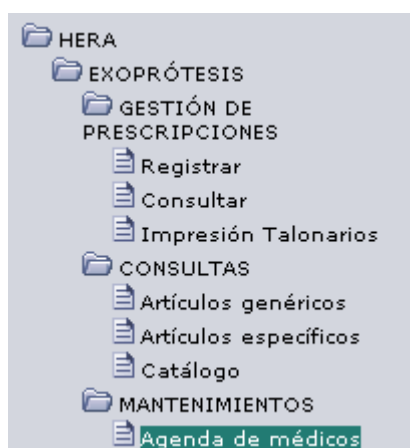 HERA
EXOPRÓTESIS
GESTIÓN DE
PRESCRIPCIONES
Registrar
Consultar
Impresión Talonarios
CONSULTAS
Artículos genéricos
Artículos específicos
Catálogo
MANTENIMIENTOS
Agenda de médicos